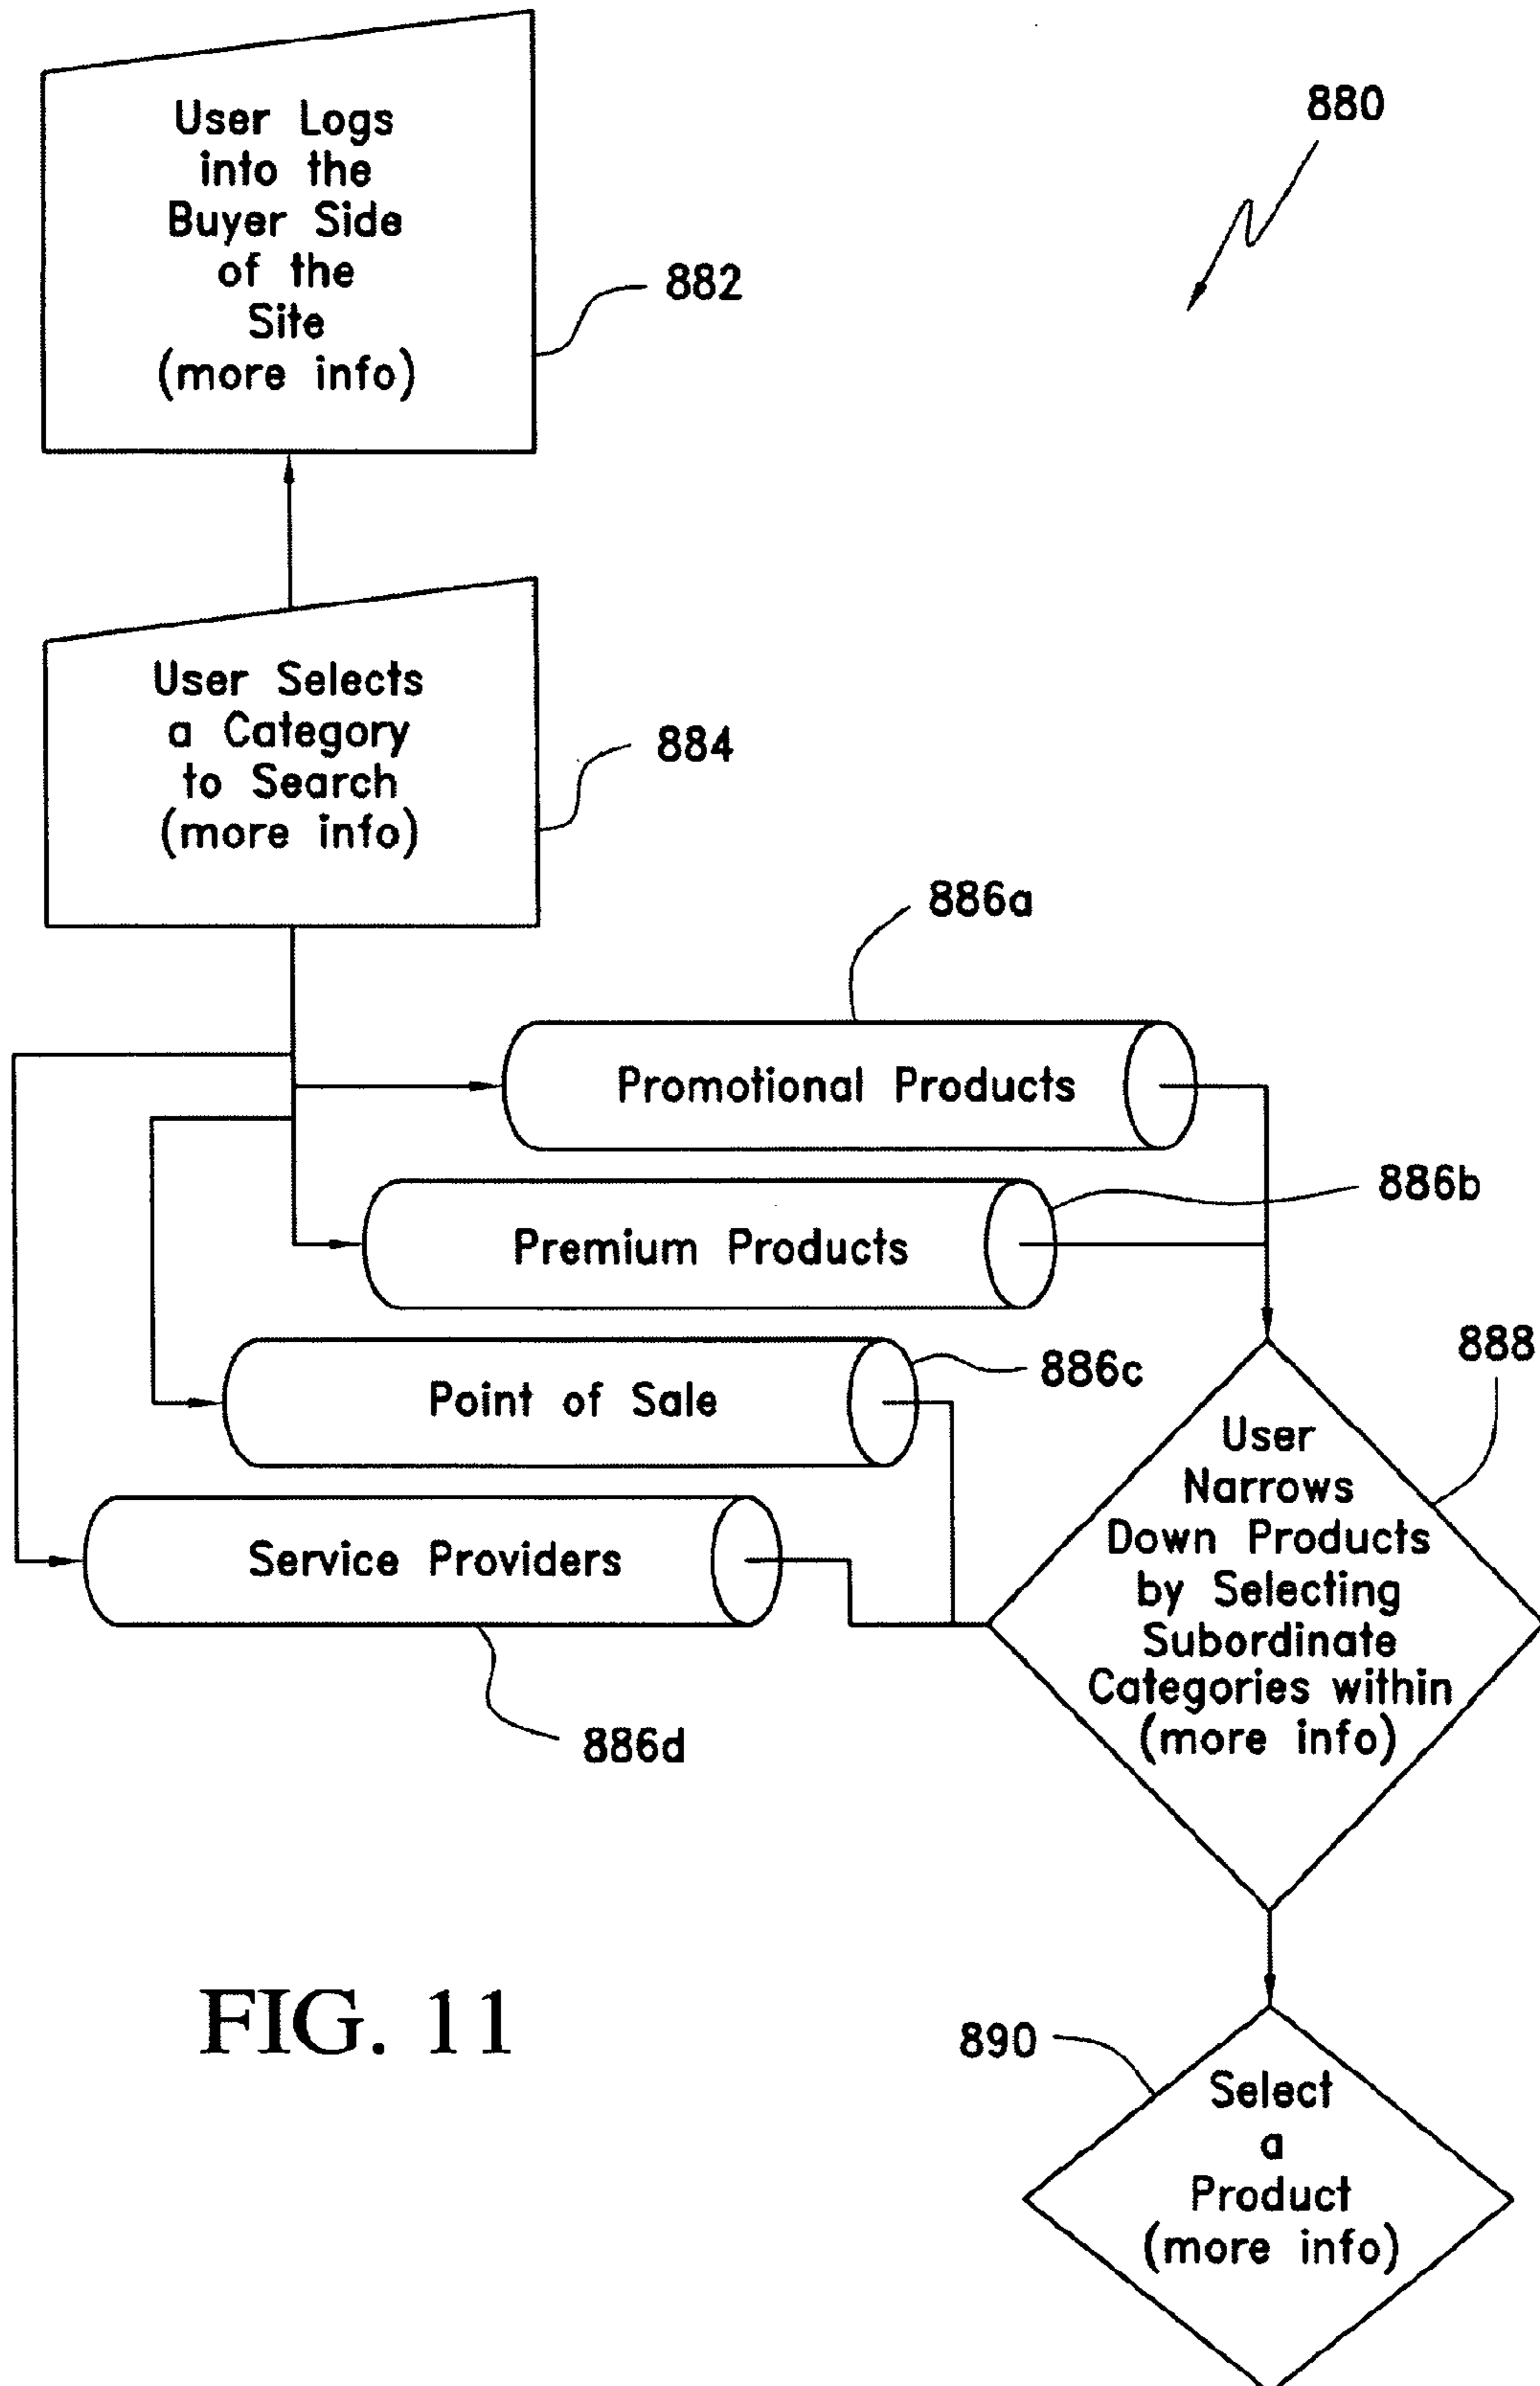 User Logs
into the
Buyer Side
of the
Site
(more info)
880
882
User Selects
a Category
to Search
(more info)
884
886a
Promotional Products
886b
Premium Products
886c
Point of Sale
888
User
Narrows
Down Products
by Selecting
Subordinate
Categories within
(more info)
Service Providers
886d
FIG. 11
890
Select
a
Product
(more info)